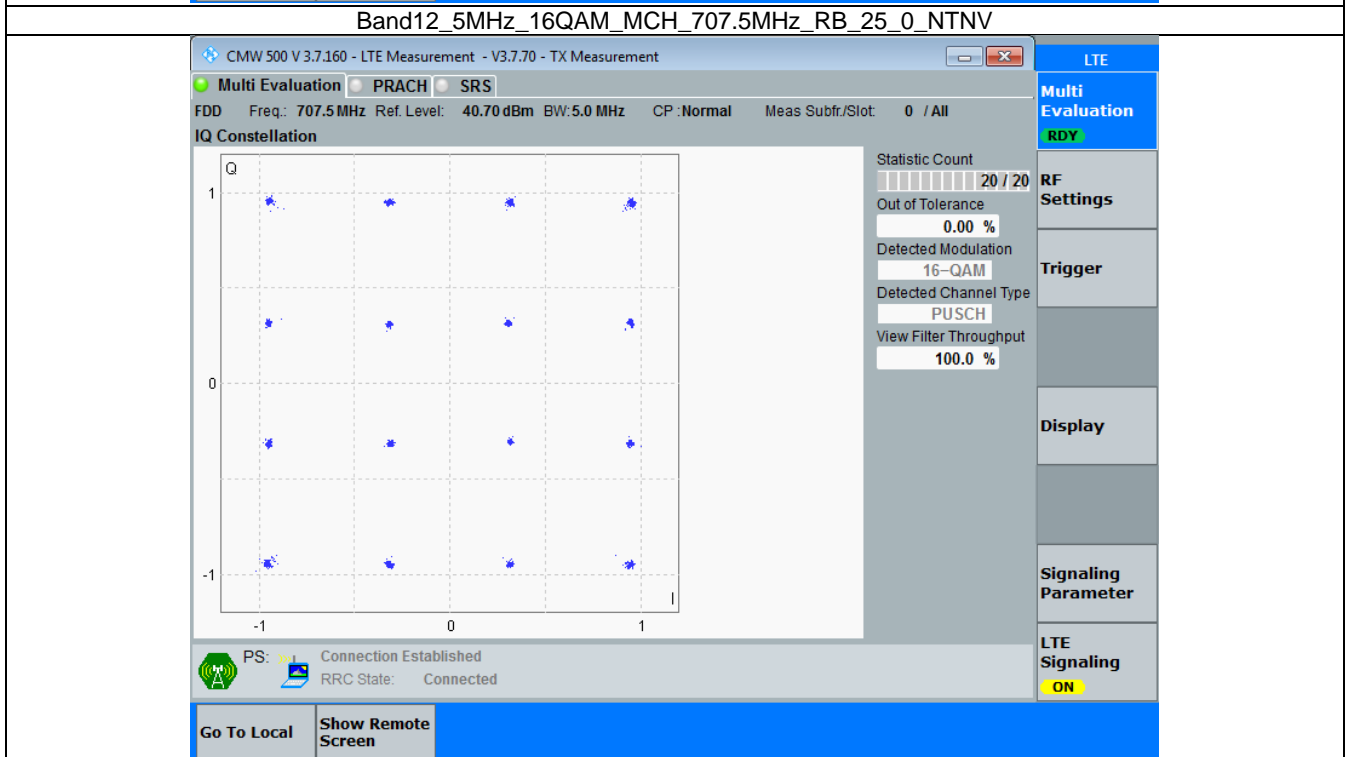 Band12_5MHz_16QAM_MCH_707.5MHz_RB_25_0_NTNV
CMW 500 V 3.7.160 - LTE Measurement - V3.7.70 - TX Measurement
LTE
Multi Evaluation PRACH SRS
FDD Freq.: 707.5 MHz Ref. Level: 40.70 dBm BW: 5.0 MHz CP : Normal Meas Subfr./Slot: 0 / All
IQ Constellation
Q
1
0
-1
I
-1 0 1
Statistic Count
20 / 20
Out of Tolerance
0.00 %
Detected Modulation
16-QAM
Detected Channel Type
PUSCH
View Filter Throughput
100.0 %
Multi
Evaluation
RDY
RF
Settings
Trigger
Display
Signaling
Parameter
LTE
Signaling
ON
PS: Connection Established
RRC State: Connected
Go To Local
Show Remote
Screen